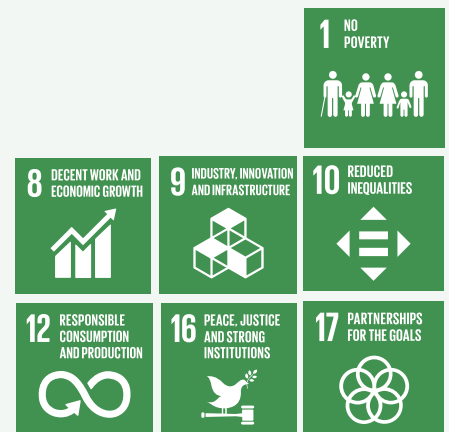 1 NO
POVERTY
8 DECENT WORK AND
ECONOMIC GROWTH
9 INDUSTRY, INNOVATION
AND INFRASTRUCTURE
10 REDUCED
INEQUALITIES
12 RESPONSIBLE
CONSUMPTION
AND PRODUCTION
16 PEACE, JUSTICE
AND STRONG
INSTITUTIONS
17 PARTNERSHIPS
FOR THE GOALS